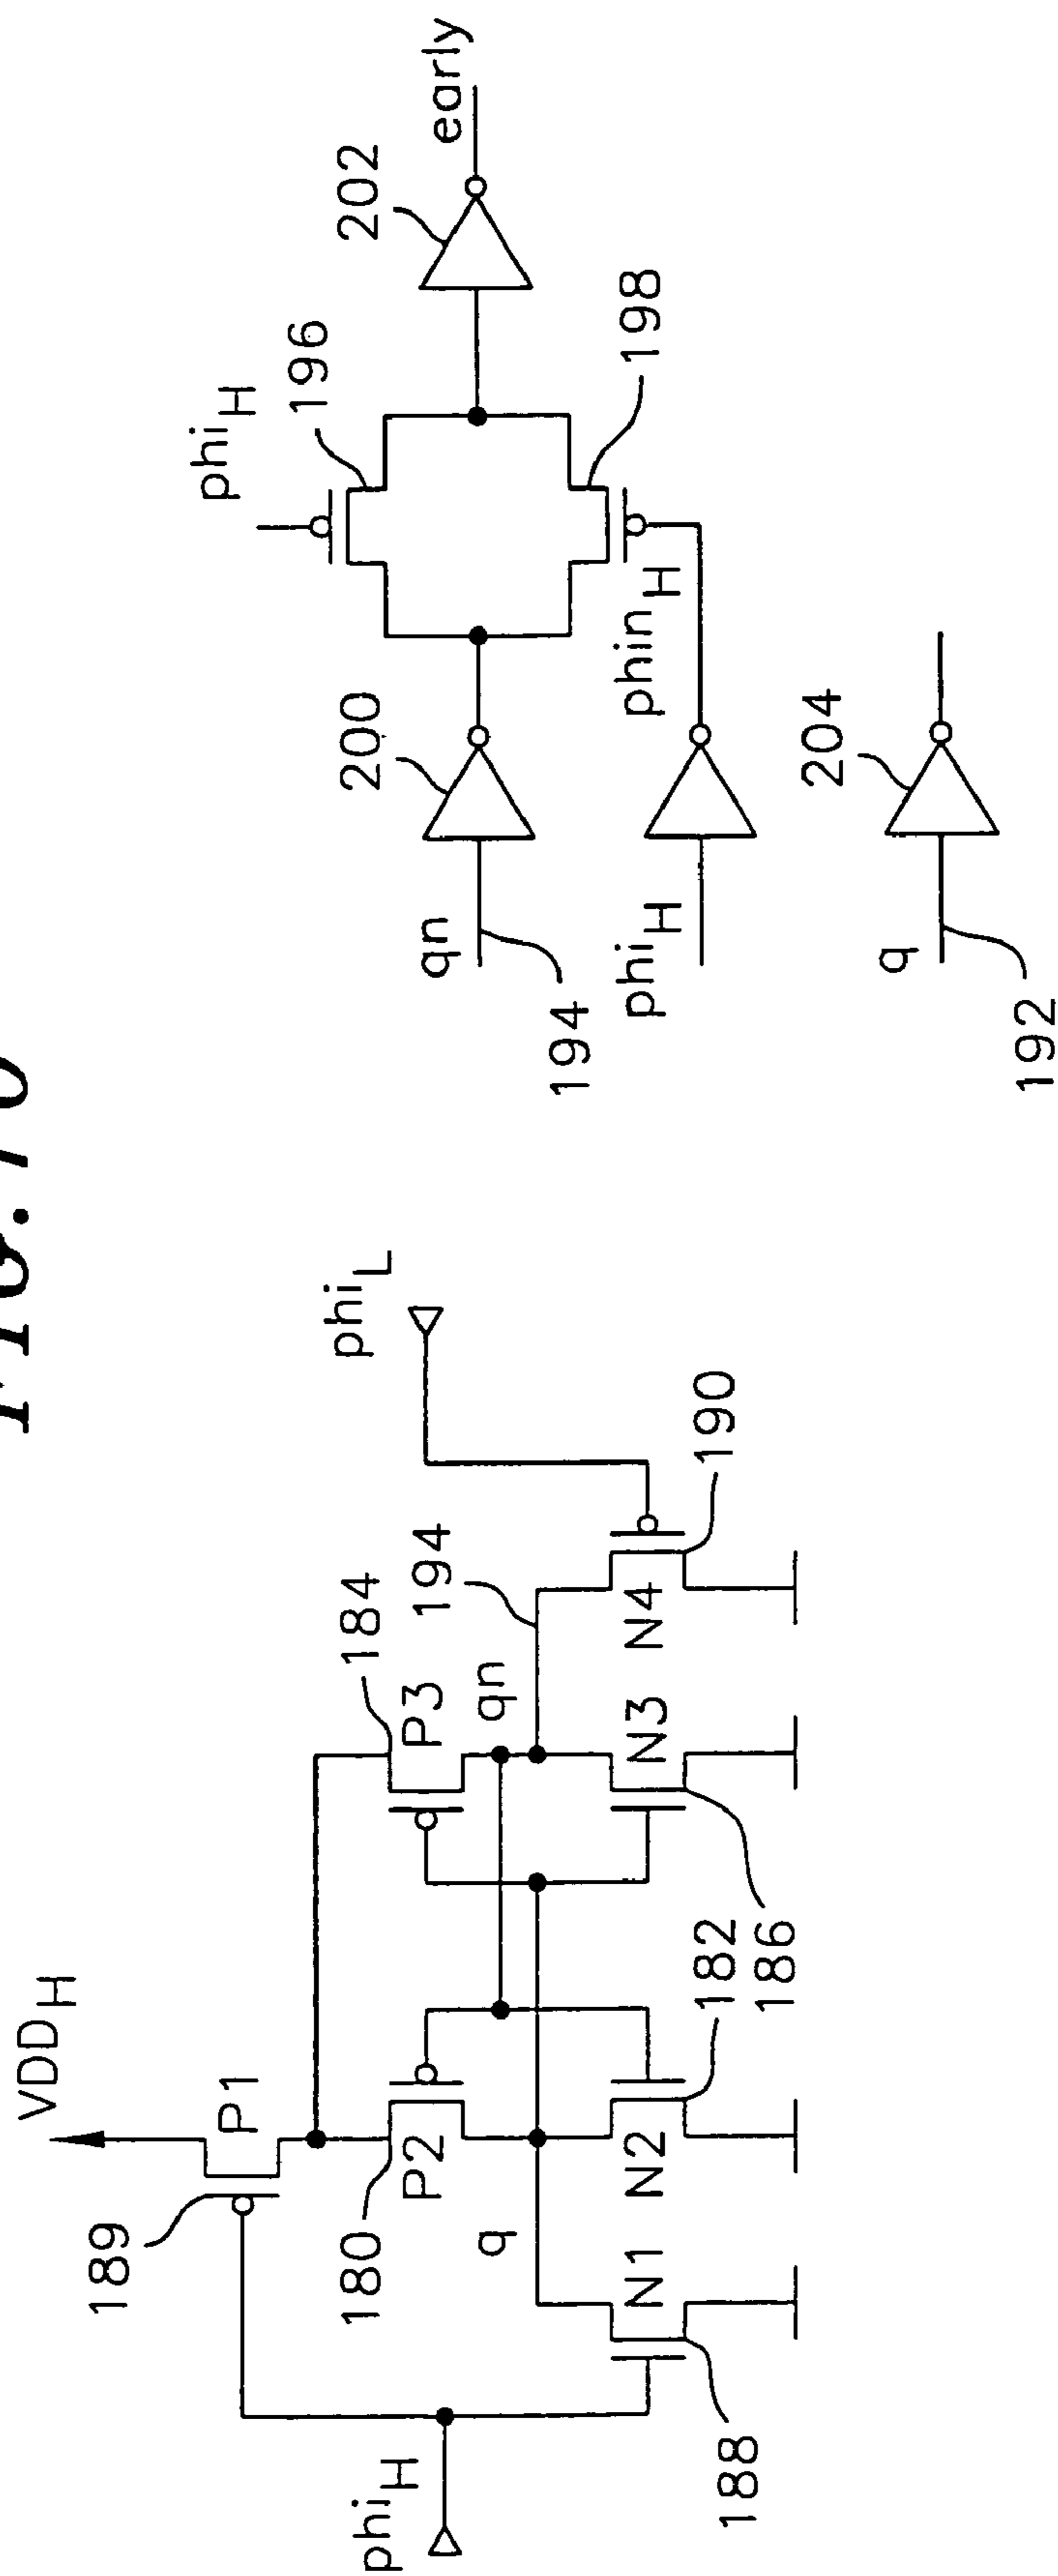 FIG.
VDD_H
189
P1
phi_H
180
P2
184
P3
194
phi_L
q
qn
N1
N2
N3
N4
188
182
186
190
phi_H
196
qn
200
202
early
194
phin_H
198
phi_H
q
204
192